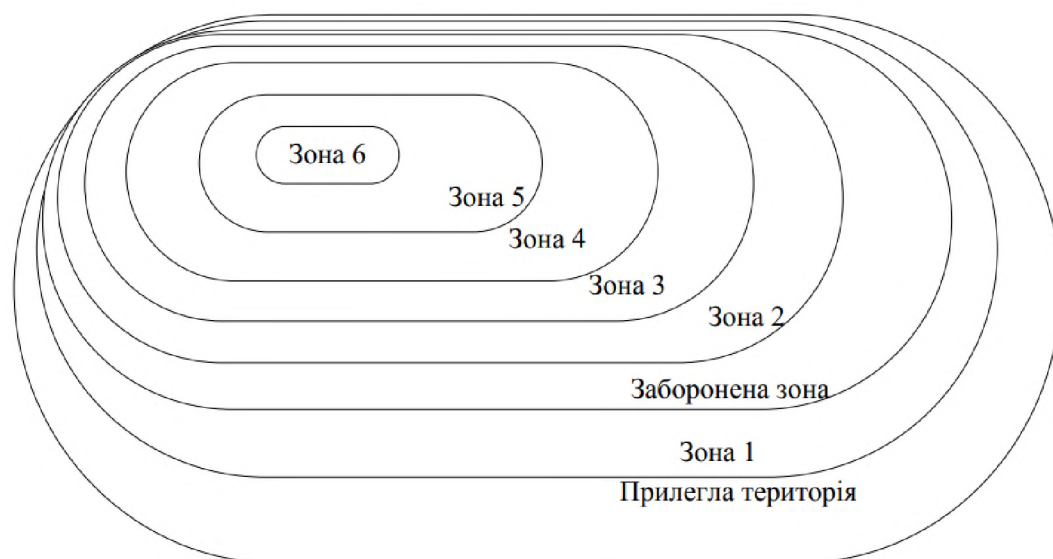 Зона 6
Зона 5
Зона 4
Зона 3
Зона 2
Заборонена зона
Зона 1
Прилегла територія